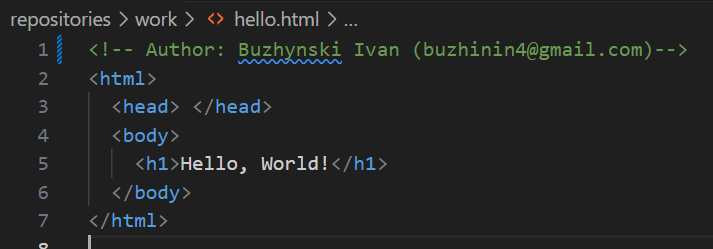 repositories > work > <> hello.html > ...
1 <!-- Author: Buzhynski Ivan (buzhinin4@gmail.com)-->
2 <html>
3   <head> </head>
4   <body>
5     <h1>Hello, World!</h1>
6   </body>
7 </html>
8